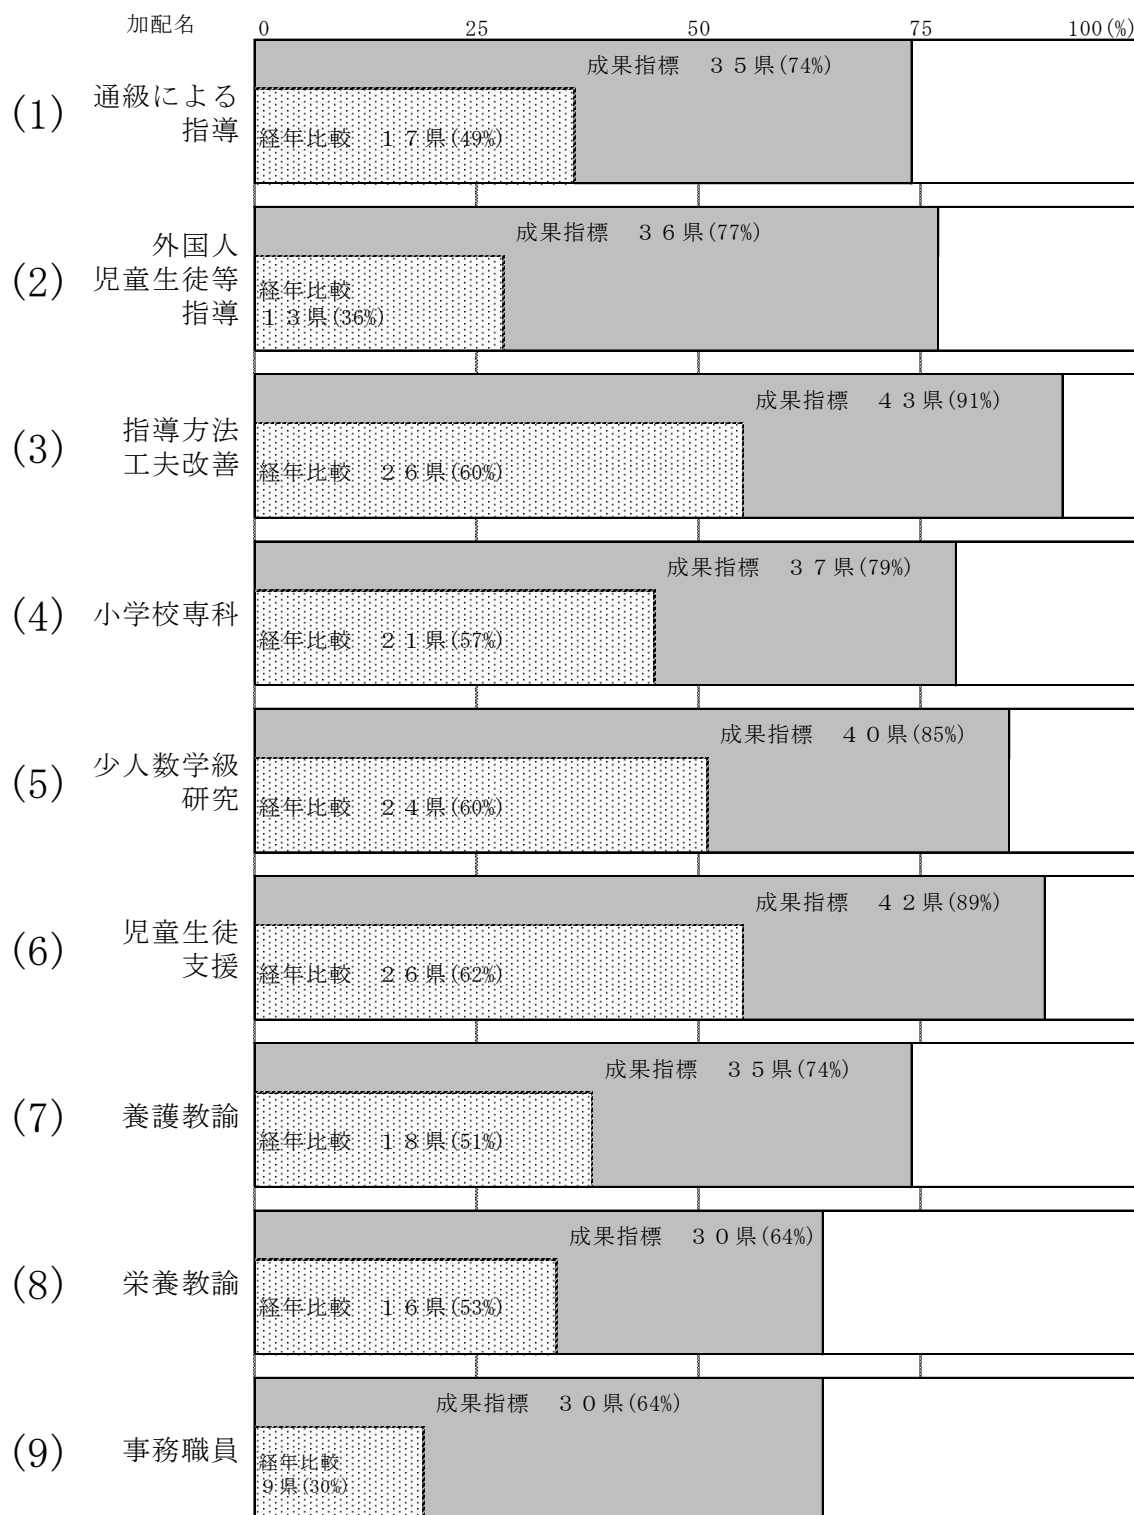 加配名 0 25 50 75 100(%)
成果指標　３５県(74%)
(1) 通級による
指導
経年比較　１７県(49%)
成果指標　３６県(77%)
(2) 外国人
児童生徒等
指導
経年比較
１３県(36%)
成果指標　４３県(91%)
(3) 指導方法
工夫改善
経年比較　２６県(60%)
成果指標　３７県(79%)
(4) 小学校専科
経年比較　２１県(57%)
成果指標　４０県(85%)
(5) 少人数学級
研究
経年比較　２４県(60%)
成果指標　４２県(89%)
(6) 児童生徒
支援
経年比較　２６県(62%)
成果指標　３５県(74%)
(7) 養護教諭
経年比較　１８県(51%)
成果指標　３０県(64%)
(8) 栄養教諭
経年比較　１６県(53%)
成果指標　３０県(64%)
(9) 事務職員
経年比較
９県(30%)